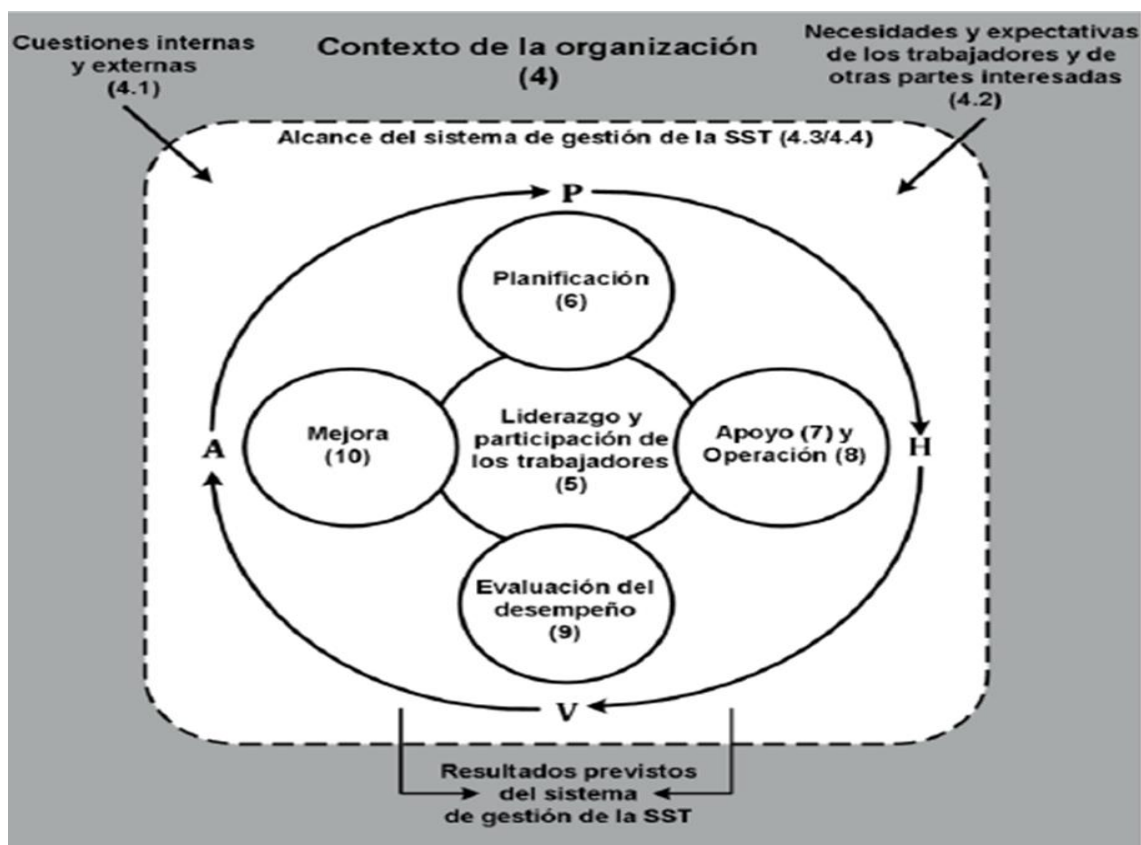 Cuestiones internas
y externas
(4.1)
Contexto de la organización
(4)
Necesidades y expectativas
de los trabajadores y de
otras partes interesadas
(4.2)
Alcance del sistema de gestión de la SST (4.3/4.4)
P
Planificación
(6)
A
Mejora
(10)
Liderazgo y
participación de
los trabajadores
(5)
Apoyo (7) y
Operación (8)
H
Evaluación del
desempeño
(9)
V
Resultados previstos
del sistema
de gestión de la SST